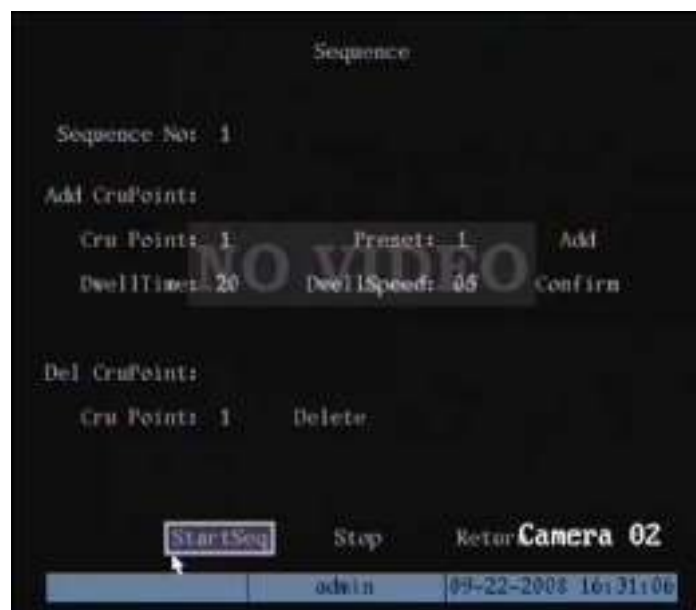 Sequence
Sequence No: 1
Add CruPoint:
Cru Point: 1 Preset: 1 Add
DwellTime: 20 DwellSpeed: 05 Confirm
NO VIDEO
Del CruPoint:
Cru Point: 1 Delete
StartSeq Stop Retur
Camera 02
admin 09-22-2008 16:31:06